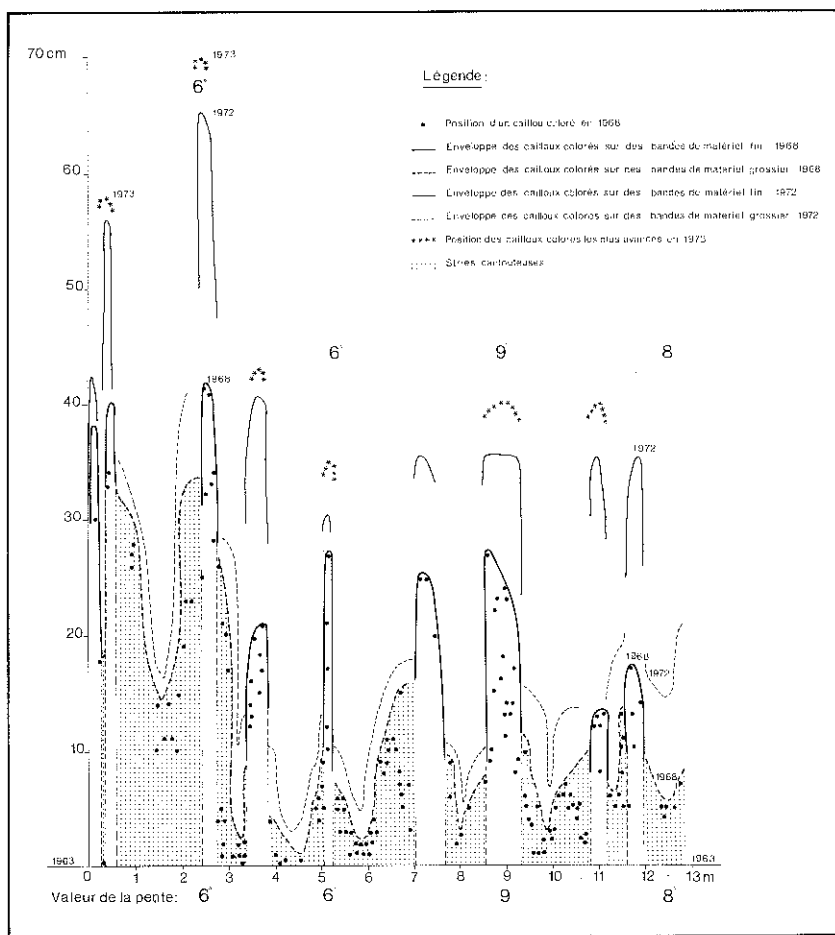 70 cm
1973
6°
1972
Légende :
Position d'un caillou coloré en 1968
Enveloppe des cailloux colorés sur des bandes de matériel fin 1968
Enveloppe des cailloux colorés sur des bandes de matériel grossier 1968
Enveloppe des cailloux colorés sur des bandes de matériel fin 1972
Enveloppe des cailloux colorés sur des bandes de matériel grossier 1972
Position des cailloux colorés les plus avancés en 1973
Stries caillouteuses
60
1973
50
6° 9° 8
40
1968
1972
30
20
1968
1972
10
1968
1963 1963
0 1 2 3 4 5 6 7 8 9 10 11 12 13 m
Valeur de la pente: 6° 6° 9 8°